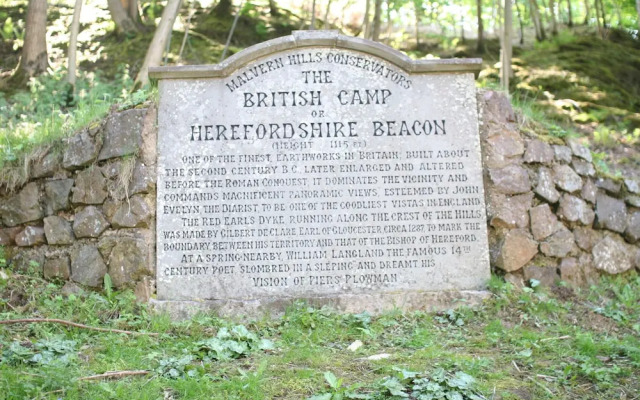 MALVERN HILLS CONSERVATORS
THE
BRITISH CAMP
OR
HEREFORDSHIRE BEACON
(HEIGHT 1115 FT)
ONE OF THE FINEST EARTHWORKS IN BRITAIN: BUILT ABOUT
THE SECOND CENTURY B.C. LATER ENLARGED AND ALTERED
BEFORE THE ROMAN CONQUEST. IT DOMINATES THE VICINITY AND
COMMANDS MAGNIFICENT PANORAMIC VIEWS, ESTEEMED BY JOHN
EVELYN, THE DIARIST, TO BE ONE OF THE GOODLIEST VISTAS IN ENGLAND
THE RED EARLS DYKE, RUNNING ALONG THE CREST OF THE HILLS,
WAS MADE BY GILBERT DE CLARE, EARL OF GLOUCESTER, CIRCA 1287 TO MARK THE
BOUNDARY BETWEEN HIS TERRITORY AND THAT OF THE BISHOP OF HEREFORD.
AT A SPRING NEARBY, WILLIAM LANGLAND THE FAMOUS 14TH
CENTURY POET, SLOMBRED IN A SLEPING AND DREAMT HIS
VISION OF PIERS PLOWMAN